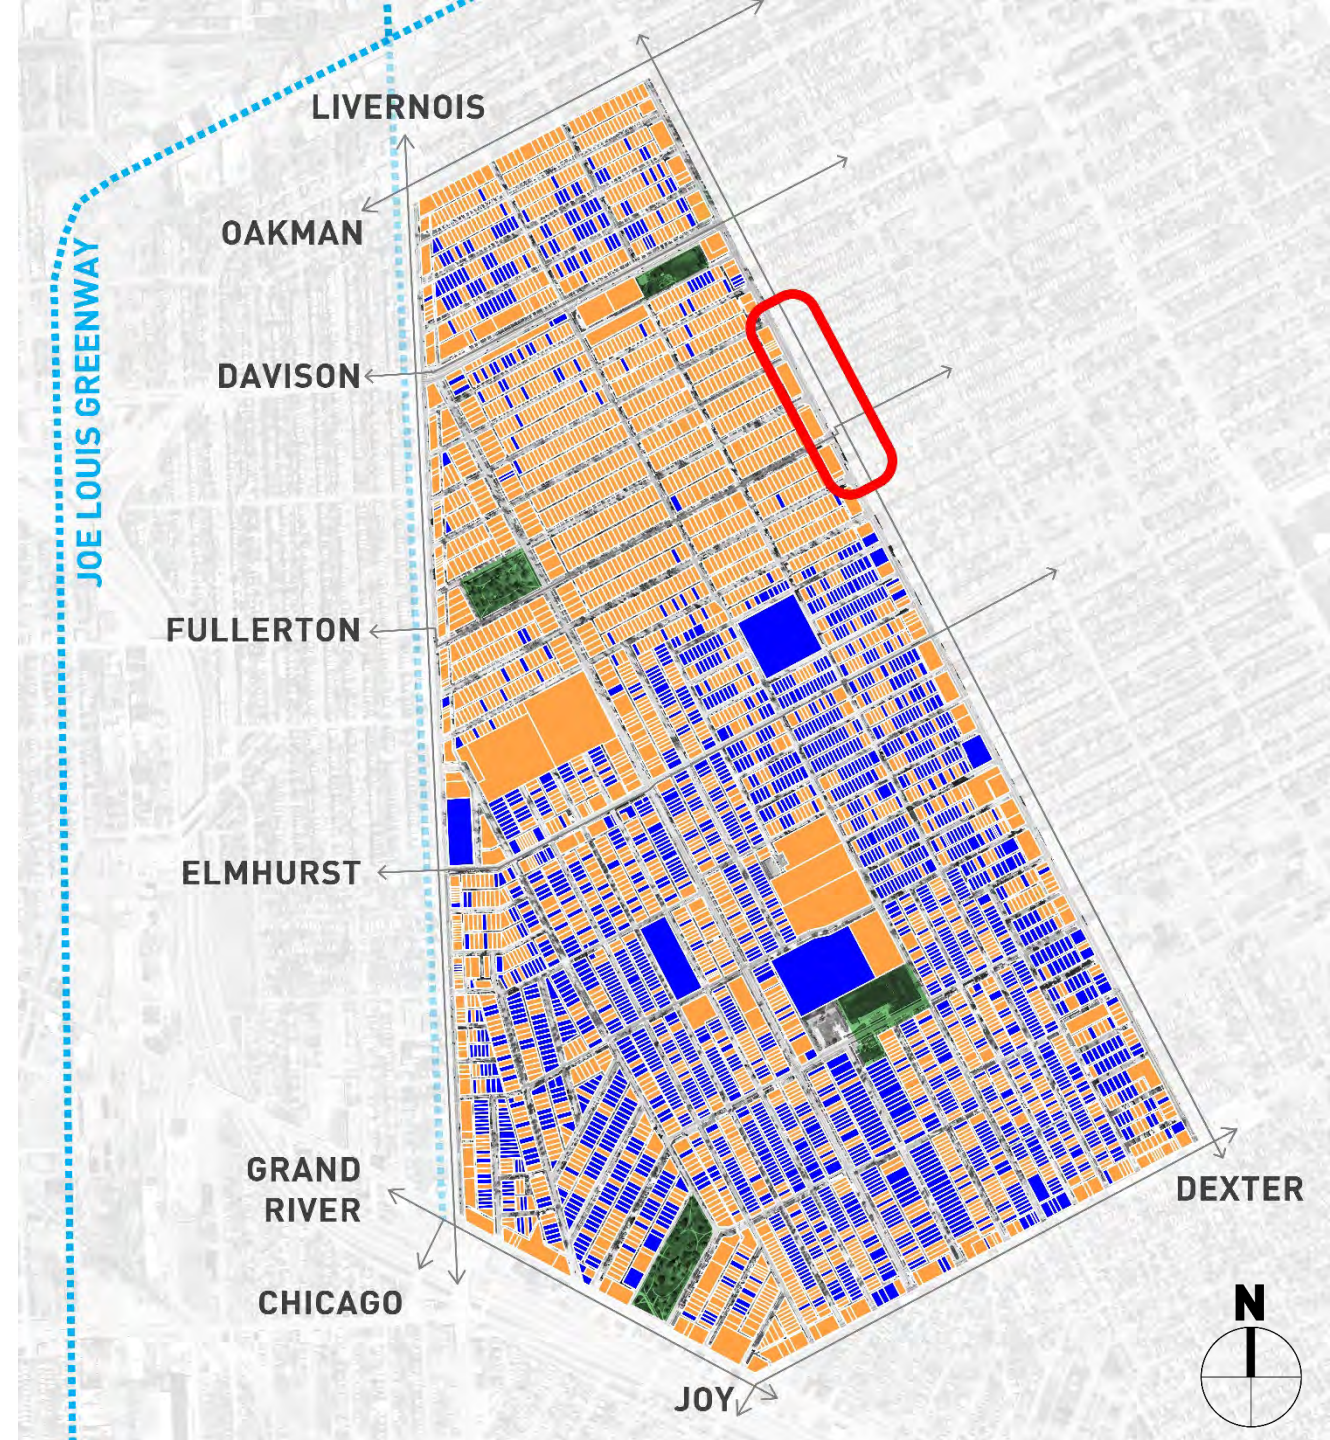 LIVERNOIS
OAKMAN
JOE LOUIS GREENWAY
DAVISON
FULLERTON
ELMHURST
GRAND
RIVER
DEXTER
CHICAGO
N
JOY